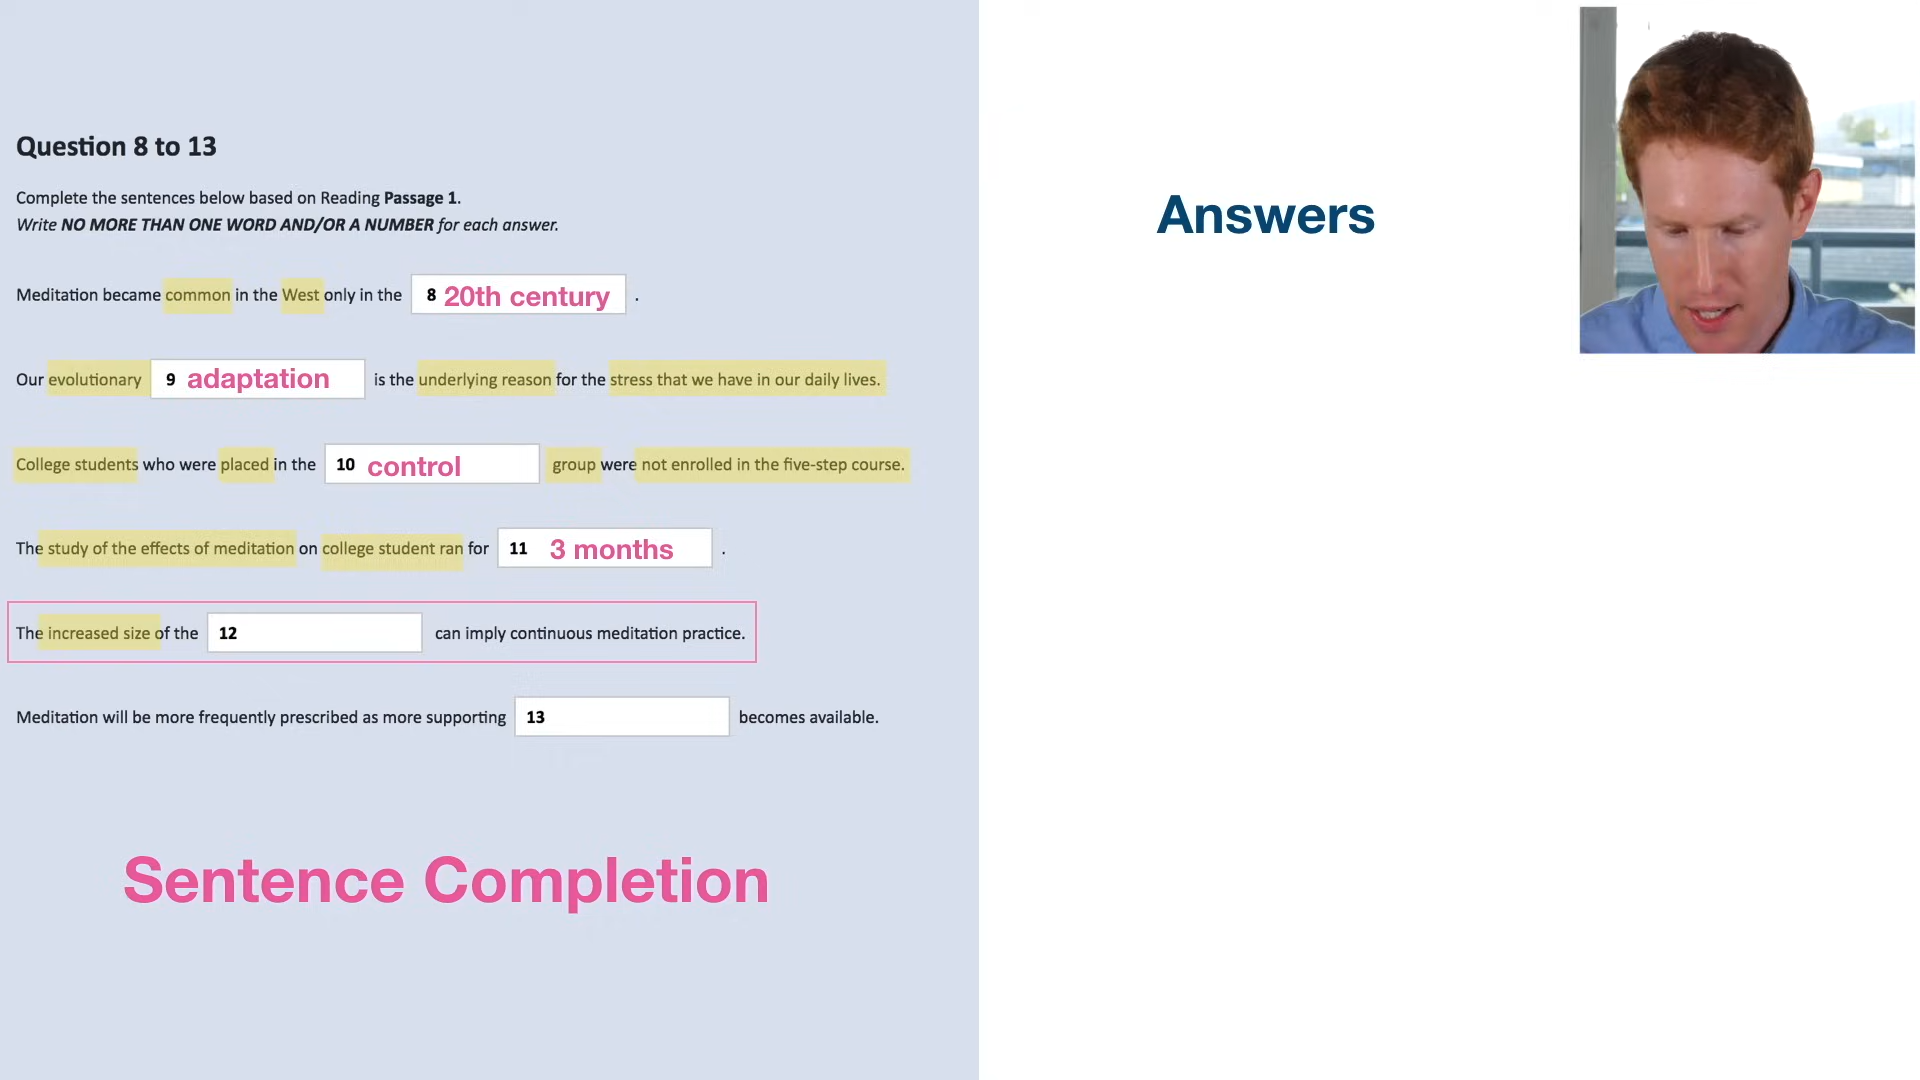 Question 8 to 13
Complete the sentences below based on Reading Passage 1.
Write NO MORE THAN ONE WORD AND/OR A NUMBER for each answer.
Meditation became common in the West only in the 8 20th century .
Our evolutionary 9 adaptation is the underlying reason for the stress that we have in our daily lives.
College students who were placed in the 10 control group were not enrolled in the five-step course.
The study of the effects of meditation on college student ran for 11 3 months .
The increased size of the 12 can imply continuous meditation practice.
Meditation will be more frequently prescribed as more supporting 13 becomes available.
Sentence Completion
Answers